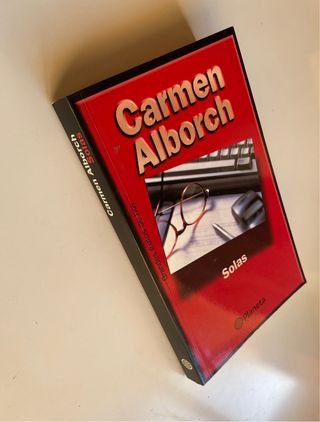 Carmen
Alborch
Solas
Planeta
Carmen Alborch
Solas